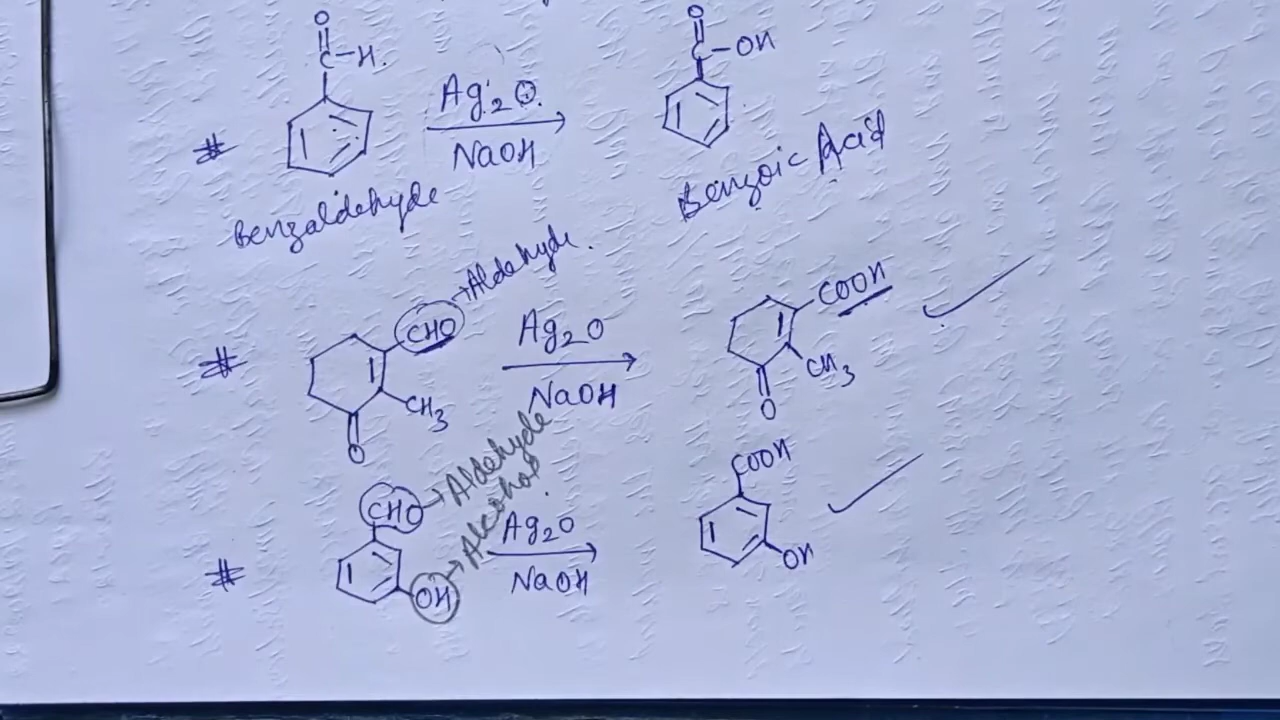 O
C-H.
Ag2O.
NaOH
Benzaldehyde
O
C-OH
Benzoic Acid
#
CHO → Aldehyde.
CH3
O
Ag2O
NaOH
COOH
CH3
O
#
CHO → Aldehyde
OH → Alcohol
Ag2O
NaOH
COOH
OH
#